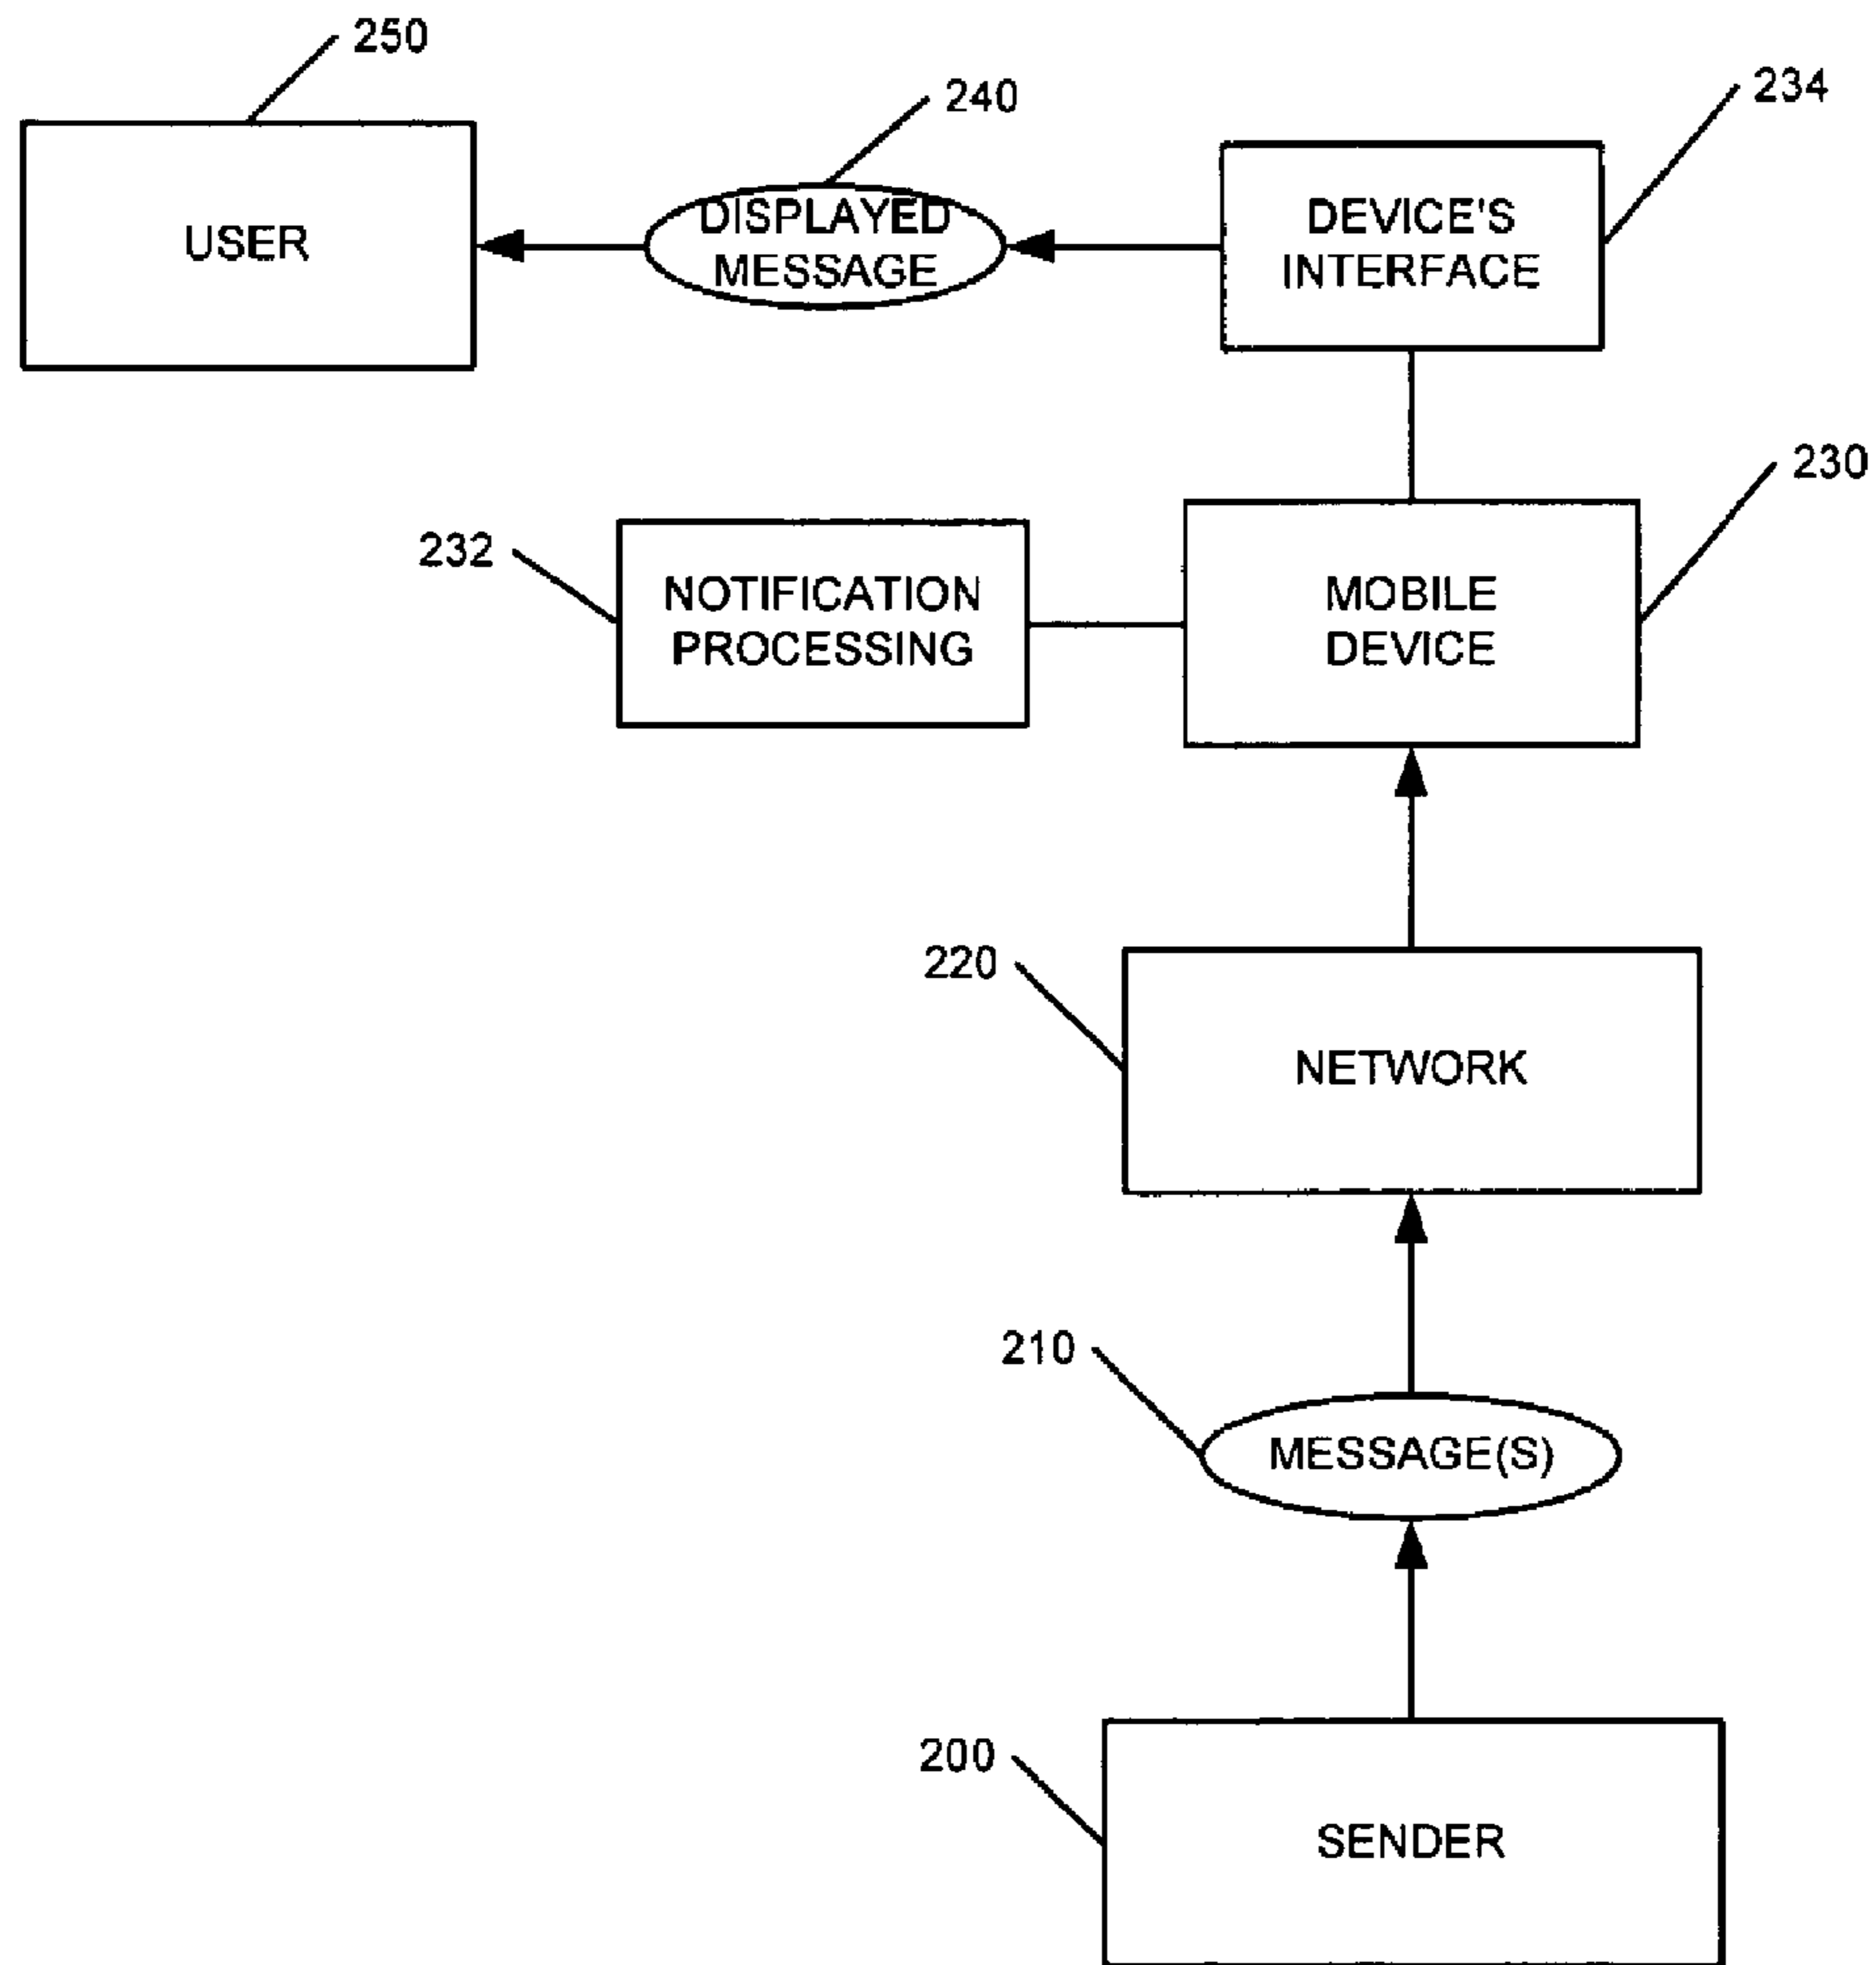 250
240
234
USER
DISPLAYED
MESSAGE
DEVICE'S
INTERFACE
230
232
NOTIFICATION
PROCESSING
MOBILE
DEVICE
220
NETWORK
210
MESSAGE(S)
200
SENDER